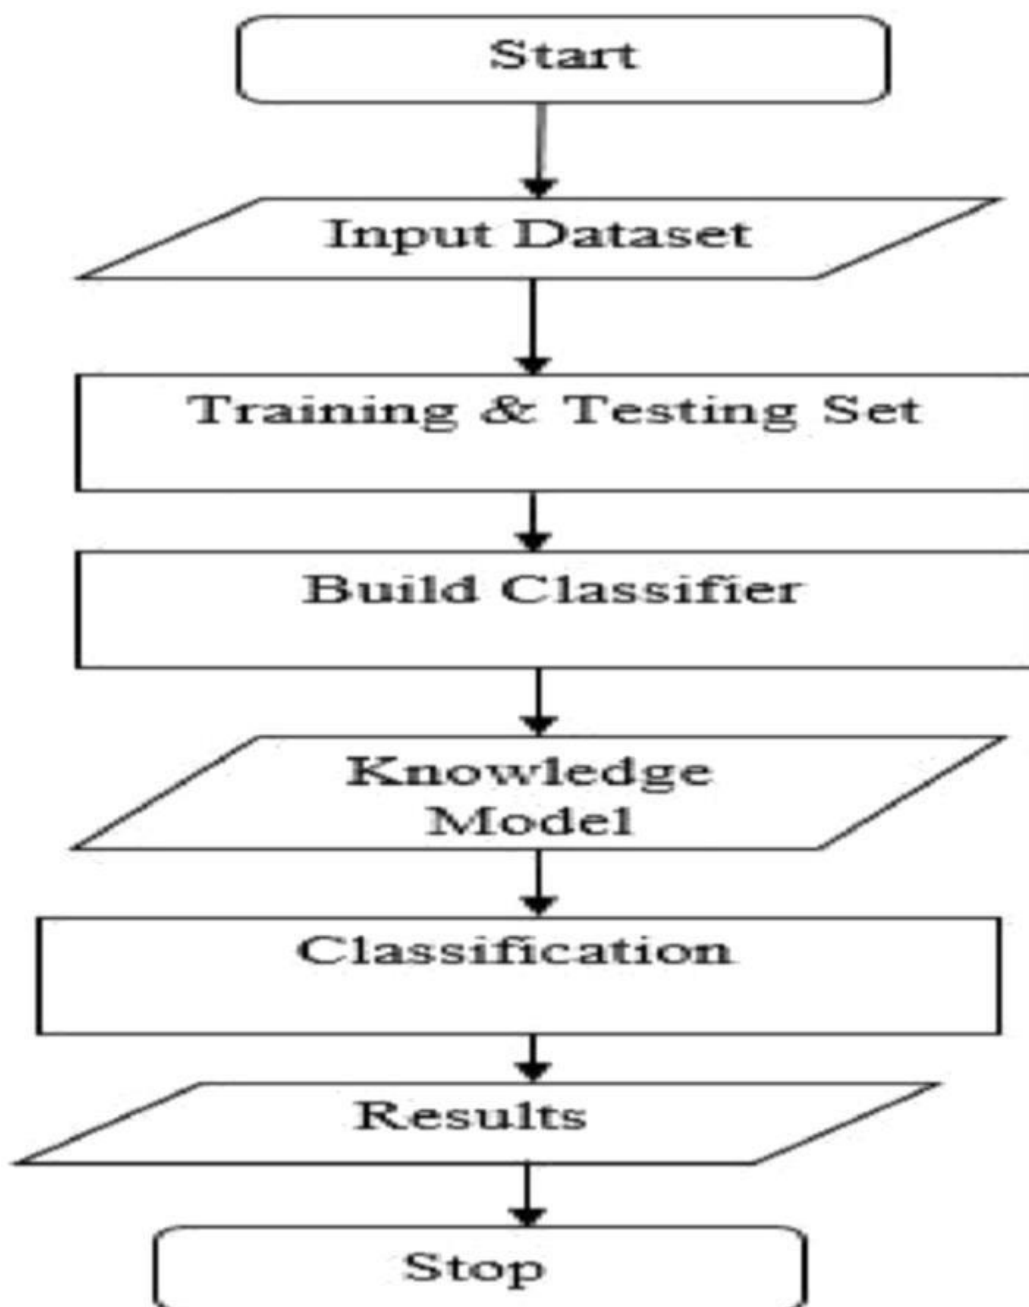 Start
Input Dataset
Training & Testing Set
Build Classifier
Knowledge
Model
Classification
Results
Stop